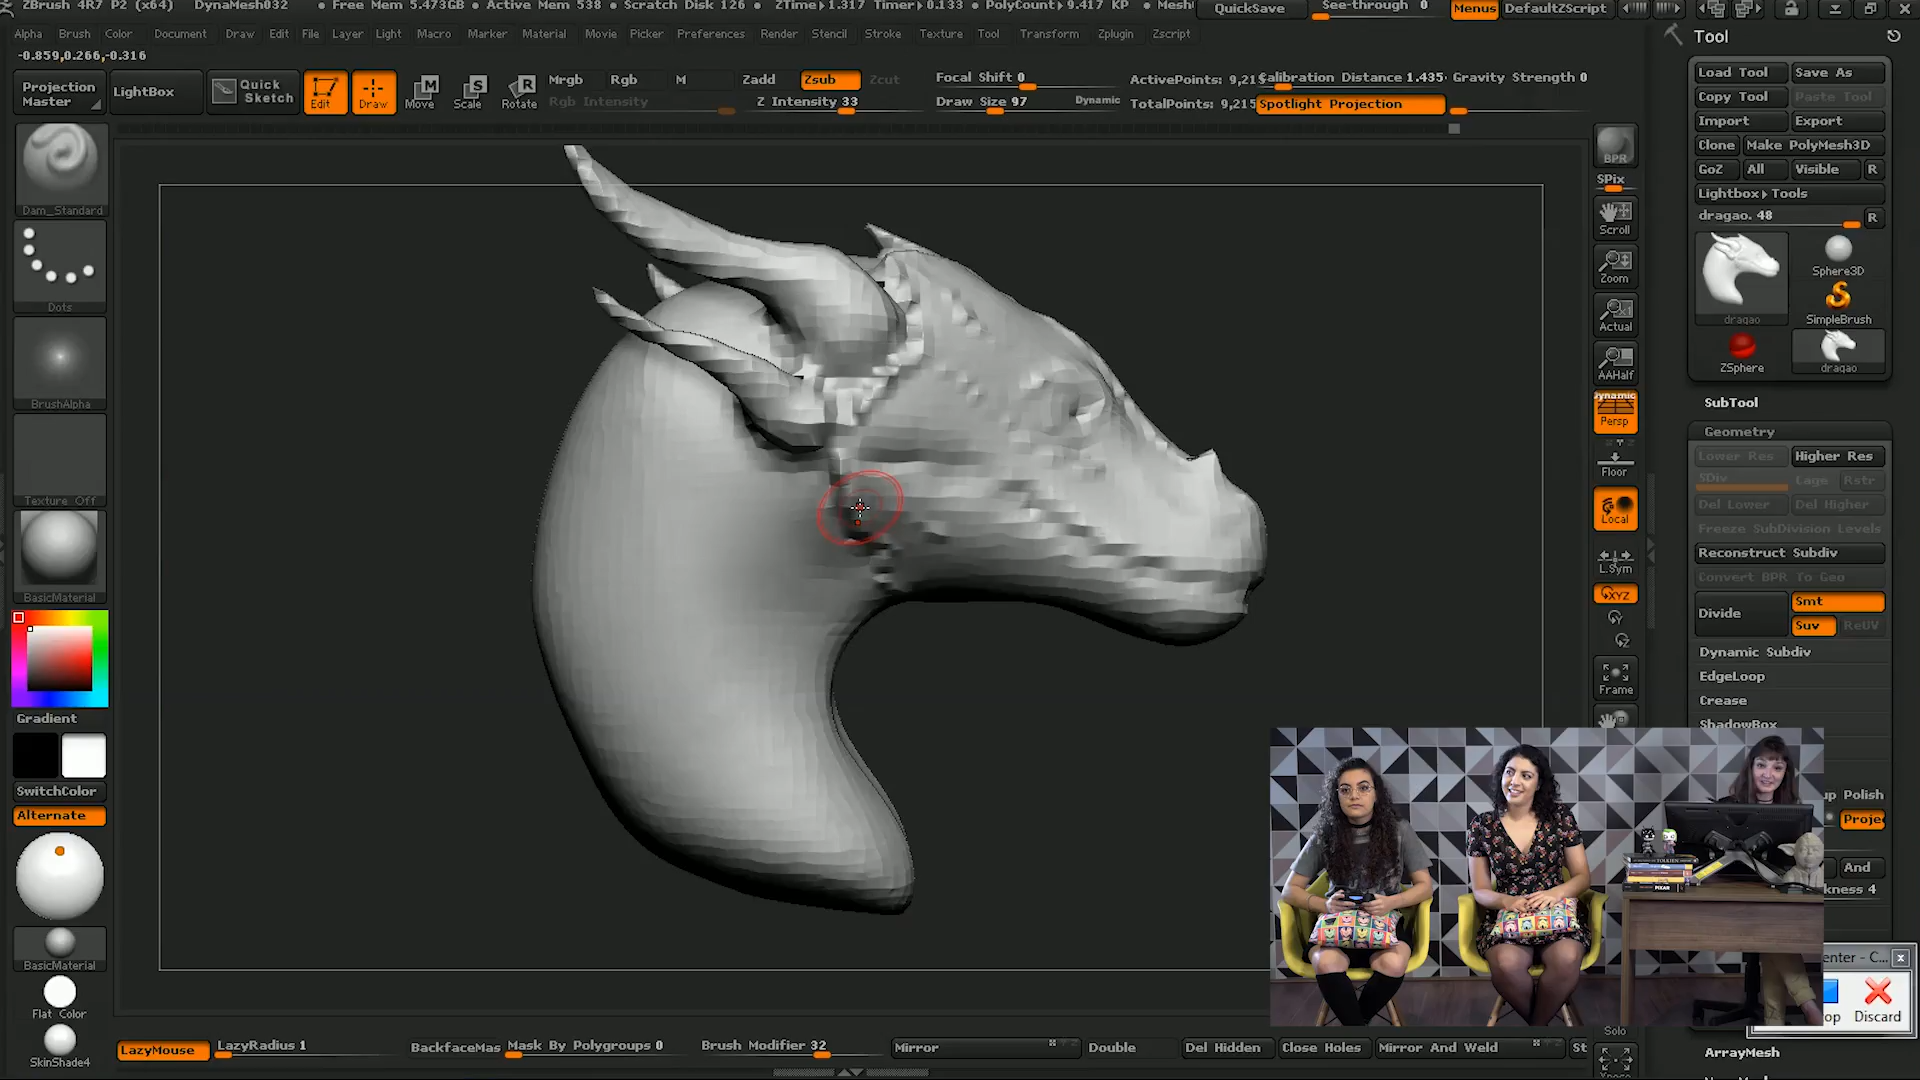 ZBrush 4R7 P2 (x64) DynaMesh032 • Free Mem 5.473GB • Active Mem 538 • Scratch Disk 126 • ZTime▸1.317 Timer▸0.133 • PolyCount▸9.417 KP • Mesh
QuickSave See-through 0 Menus DefaultZScript
Alpha Brush Color Document Draw Edit File Layer Light Macro Marker Material Movie Picker Preferences Render Stencil Stroke Texture Tool Transform Zplugin Zscript
-0.859,0.266,-0.316
Projection Master
LightBox
Quick Sketch
Edit Draw Move Scale Rotate
Mrgb Rgb M Zadd Zsub Zcut
Rgb Intensity Z Intensity 33
Focal Shift 0
Draw Size 97 Dynamic
ActivePoints: 9,215
TotalPoints: 9,215
Calibration Distance 1.435 Gravity Strength 0
Spotlight Projection
Dam_Standard
Dots
BrushAlpha
Texture Off
BasicMaterial
Gradient
SwitchColor
Alternate
BasicMaterial
Flat Color
SkinShade4
BPR
SPix
Scroll
Zoom
Actual
AAHalf
Dynamic
Persp
Floor
Local
L.Sym
XYZ
Frame
Solo
Tool
Load Tool Save As
Copy Tool Paste Tool
Import Export
Clone Make PolyMesh3D
GoZ All Visible R
Lightbox▸Tools
dragao. 48 R
dragao
Sphere3D
SimpleBrush
ZSphere
dragao
SubTool
Geometry
Lower Res Higher Res
SDiv Cage Rstr
Del Lower Del Higher
Freeze SubDivision Levels
Reconstruct Subdiv
Convert BPR To Geo
Divide Smt
Suv ReUV
Dynamic Subdiv
EdgeLoop
Crease
ShadowBox
up Polish
Proje
And
kness 4
enter - C...
op Discard
PIXAR
ArrayMesh
LazyMouse LazyRadius 1 BackfaceMas Mask By Polygroups 0 Brush Modifier 32 Mirror Double Del Hidden Close Holes Mirror And Weld St